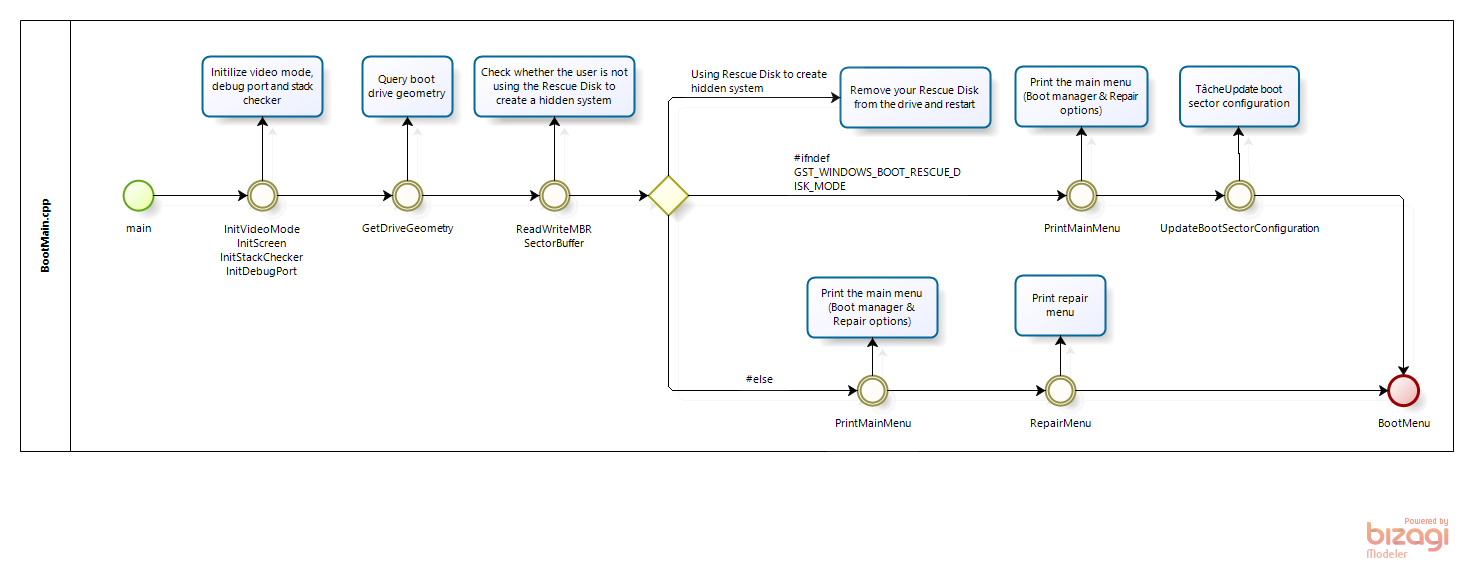 BootMain.cpp
Initilize video mode,
debug port and stack
checker
Query boot
drive geometry
Check whether the user is not
using the Rescue Disk to
create a hidden system
Using Rescue Disk to create
hidden system
Remove your Rescue Disk
from the drive and restart
Print the main menu
(Boot manager & Repair
options)
TâcheUpdate boot
sector configuration
#ifndef
GST_WINDOWS_BOOT_RESCUE_D
ISK_MODE
main
InitVideoMode
InitScreen
InitStackChecker
InitDebugPort
GetDriveGeometry
ReadWriteMBR
SectorBuffer
PrintMainMenu
UpdateBootSectorConfiguration
Print the main menu
(Boot manager &
Repair options)
Print repair
menu
#else
PrintMainMenu
RepairMenu
BootMenu
Powered by
bizagi
Modeler